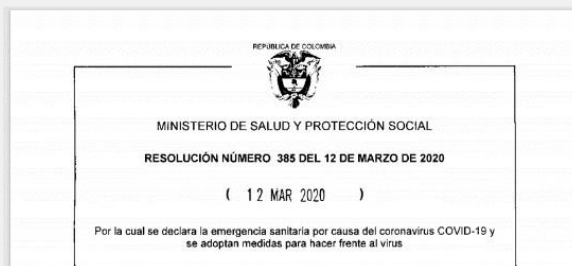 REPÚBLICA DE COLOMBIA
MINISTERIO DE SALUD Y PROTECCIÓN SOCIAL
RESOLUCIÓN NÚMERO 385 DEL 12 DE MARZO DE 2020
( 12 MAR 2020 )
Por la cual se declara la emergencia sanitaria por causa del coronavirus COVID-19 y
se adoptan medidas para hacer frente al virus